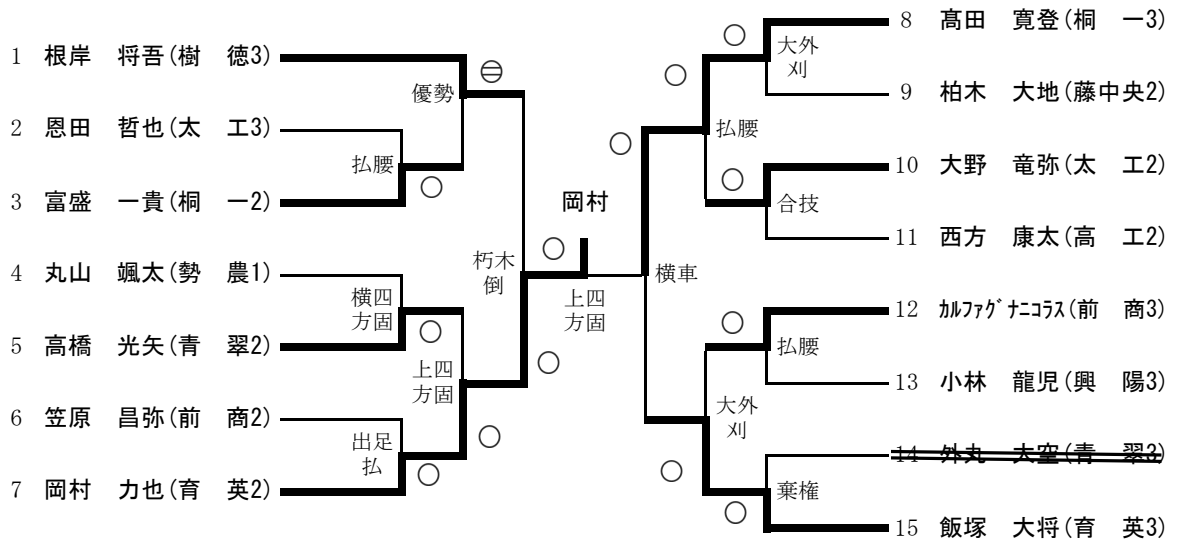 1 根岸 将吾(樹 徳3)
2 恩田 哲也(太 工3)
3 富盛 一貴(桐 一2)
4 丸山 颯太(勢 農1)
5 高橋 光矢(青 翠2)
6 笠原 昌弥(前 商2)
7 岡村 力也(育 英2)
優勢
払腰
横四
方固
上四
方固
出足
払
朽木
倒
岡村
上四
方固
横車
大外
刈
払腰
合技
払腰
大外
刈
棄権
8 髙田 寛登(桐 一3)
9 柏木 大地(藤中央2)
10 大野 竜弥(太 工2)
11 西方 康太(高 工2)
12 ｶﾙﾌｧｸﾞﾅﾆｺﾗｽ(前 商3)
13 小林 龍児(興 陽3)
14 外丸 大空(青 翠3)
15 飯塚 大将(育 英3)